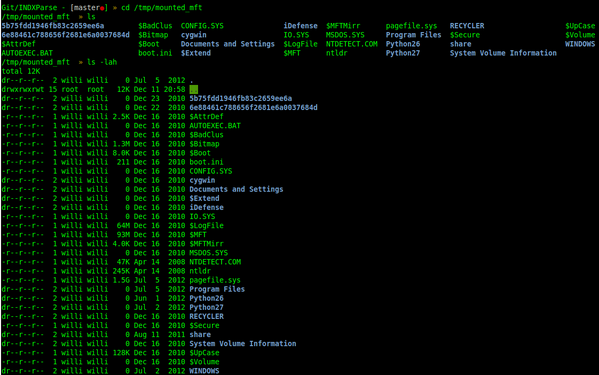 Git/INDXParse - [master●] » cd /tmp/mounted_mft
/tmp/mounted_mft » ls
5b75fdd1946fb83c2659ee6a $BadClus CONFIG.SYS iDefense $MFTMirr pagefile.sys RECYCLER $UpCase
6e88461c788656f2681e6a0037684d $Bitmap cygwin IO.SYS MSDOS.SYS Program Files $Secure $Volume
$AttrDef $Boot Documents and Settings $LogFile NTDETECT.COM Python26 share WINDOWS
AUTOEXEC.BAT boot.ini $Extend $MFT ntldr Python27 System Volume Information
/tmp/mounted_mft » ls -lah
total 12K
dr--r--r-- 2 willi willi 0 Jul 5 2012 .
drwxrwxrwt 15 root root 12K Dec 11 20:58 ..
dr--r--r-- 2 willi willi 0 Dec 23 2010 5b75fdd1946fb83c2659ee6a
dr--r--r-- 2 willi willi 0 Dec 22 2010 6e88461c788656f2681e6a0037684d
-r--r--r-- 1 willi willi 2.5K Dec 16 2010 $AttrDef
-r--r--r-- 1 willi willi 0 Dec 16 2010 AUTOEXEC.BAT
-r--r--r-- 1 willi willi 0 Dec 16 2010 $BadClus
-r--r--r-- 1 willi willi 1.3M Dec 16 2010 $Bitmap
-r--r--r-- 1 willi willi 8.0K Dec 16 2010 $Boot
-r--r--r-- 1 willi willi 211 Dec 16 2010 boot.ini
-r--r--r-- 1 willi willi 0 Dec 16 2010 CONFIG.SYS
dr--r--r-- 2 willi willi 0 Dec 16 2010 cygwin
dr--r--r-- 2 willi willi 0 Dec 16 2010 Documents and Settings
dr--r--r-- 2 willi willi 0 Dec 16 2010 $Extend
dr--r--r-- 2 willi willi 0 Dec 16 2010 iDefense
-r--r--r-- 1 willi willi 0 Dec 16 2010 IO.SYS
-r--r--r-- 1 willi willi 64M Dec 16 2010 $LogFile
-r--r--r-- 1 willi willi 93M Dec 16 2010 $MFT
-r--r--r-- 1 willi willi 4.0K Dec 16 2010 $MFTMirr
-r--r--r-- 1 willi willi 0 Dec 16 2010 MSDOS.SYS
-r--r--r-- 1 willi willi 47K Apr 14 2008 NTDETECT.COM
-r--r--r-- 1 willi willi 245K Apr 14 2008 ntldr
-r--r--r-- 1 willi willi 1.5G Jul 5 2012 pagefile.sys
dr--r--r-- 2 willi willi 0 Jul 5 2012 Program Files
dr--r--r-- 2 willi willi 0 Jun 1 2012 Python26
dr--r--r-- 2 willi willi 0 Jul 2 2012 Python27
dr--r--r-- 2 willi willi 0 Dec 16 2010 RECYCLER
-r--r--r-- 1 willi willi 0 Dec 16 2010 $Secure
dr--r--r-- 2 willi willi 0 Aug 11 2011 share
dr--r--r-- 2 willi willi 0 Dec 16 2010 System Volume Information
-r--r--r-- 1 willi willi 128K Dec 16 2010 $UpCase
-r--r--r-- 1 willi willi 0 Dec 16 2010 $Volume
dr--r--r-- 2 willi willi 0 Jul 2 2012 WINDOWS